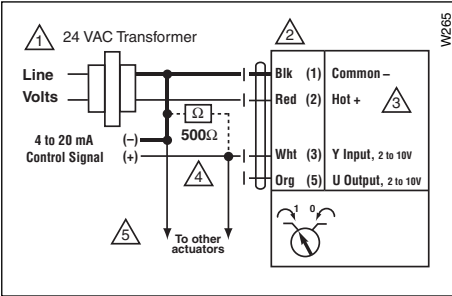 W265
1 24 VAC Transformer
2
Line
Volts
Blk (1) Common –
Red (2) Hot +
3
Ω
500Ω
4 to 20 mA (–)
Control Signal (+)
Wht (3) Y Input, 2 to 10V
Org (5) U Output, 2 to 10V
4
5
To other
actuators
1 0